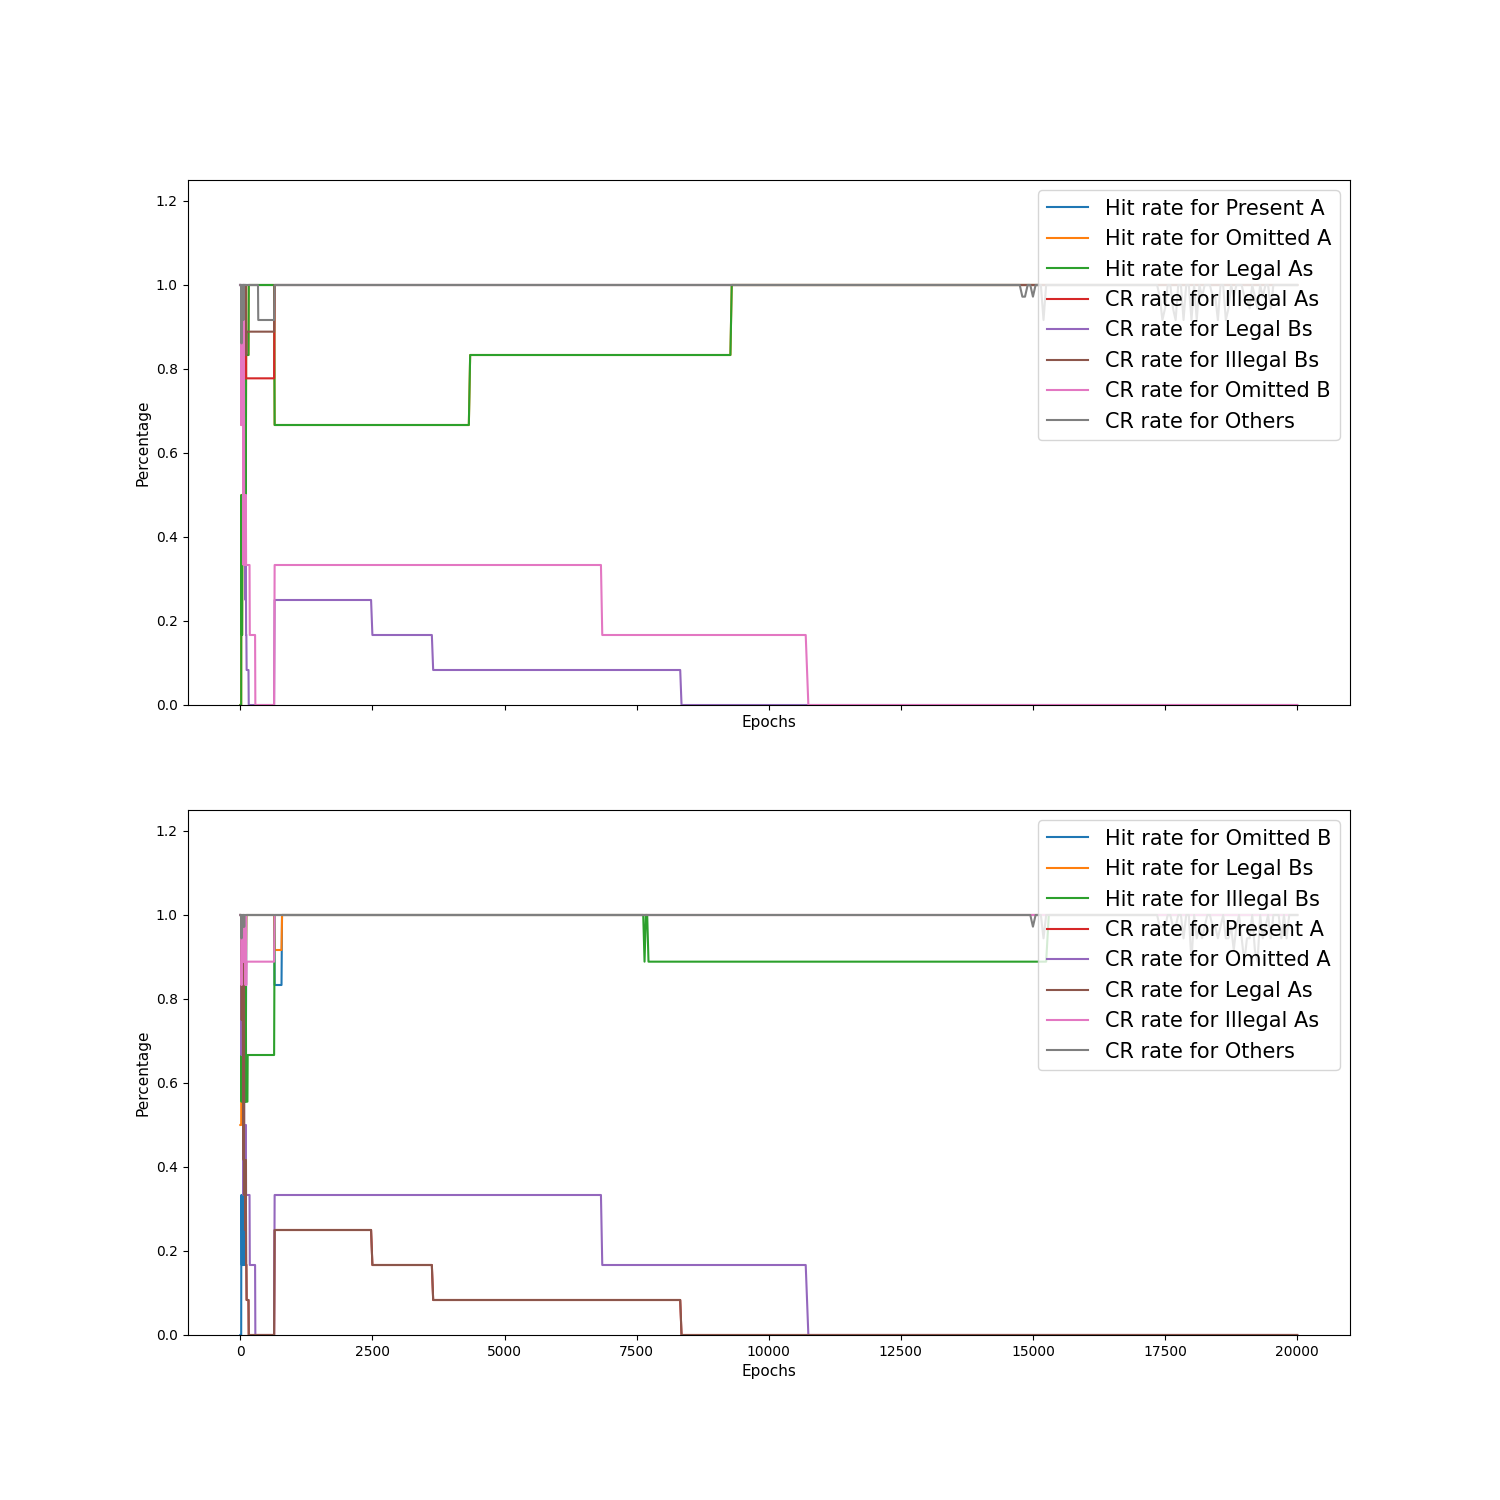 1.2
1.0
0.8
0.6
0.4
0.2
0.0
Percentage
Epochs
Hit rate for Present A
Hit rate for Omitted A
Hit rate for Legal As
CR rate for Illegal As
CR rate for Legal Bs
CR rate for Illegal Bs
CR rate for Omitted B
CR rate for Others
1.2
1.0
0.8
0.6
0.4
0.2
0.0
Percentage
0 2500 5000 7500 10000 12500 15000 17500 20000
Epochs
Hit rate for Omitted B
Hit rate for Legal Bs
Hit rate for Illegal Bs
CR rate for Present A
CR rate for Omitted A
CR rate for Legal As
CR rate for Illegal As
CR rate for Others